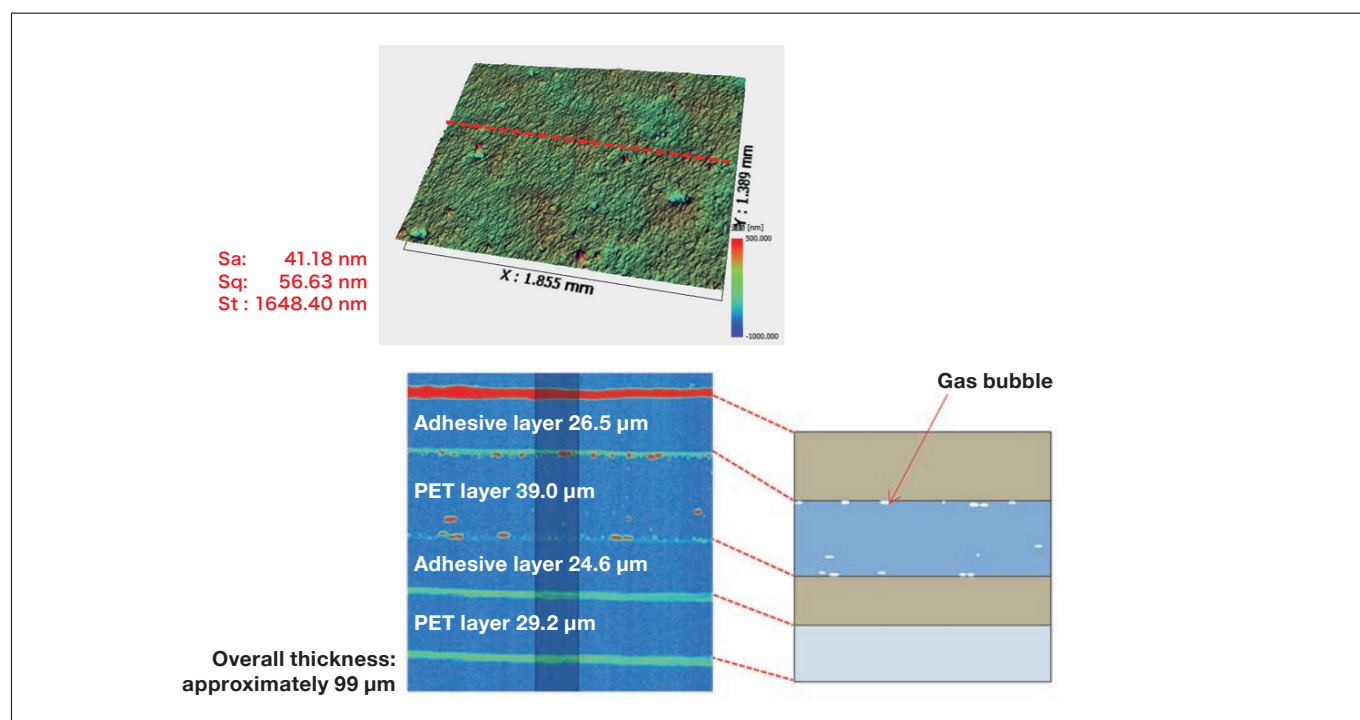 Y : 1.389 mm
[nm]
500.000
-1000.000
X : 1.855 mm
Sa: 41.18 nm
Sq: 56.63 nm
St : 1648.40 nm
Gas bubble
Adhesive layer 26.5 µm
PET layer 39.0 µm
Adhesive layer 24.6 µm
PET layer 29.2 µm
Overall thickness:
approximately 99 µm